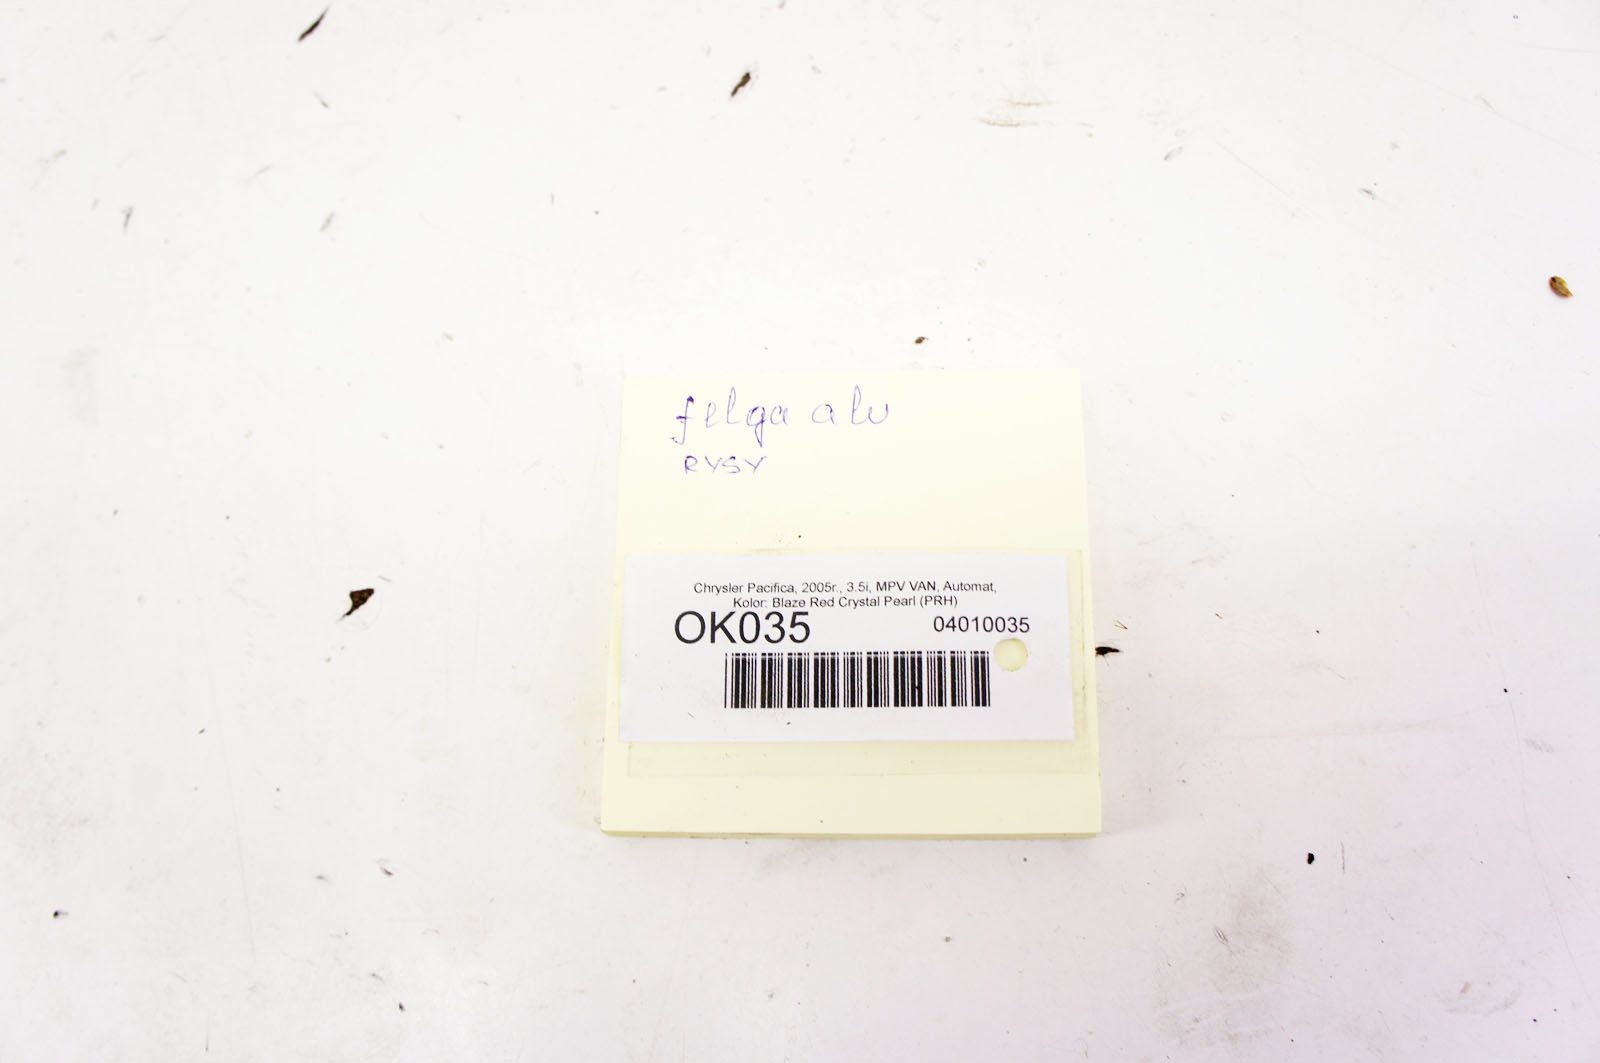 felga alu
RYSY
Chrysler Pacifica, 2005r., 3.5i, MPV VAN, Automat,
Kolor: Blaze Red Crystal Pearl (PRH)
OK035 04010035